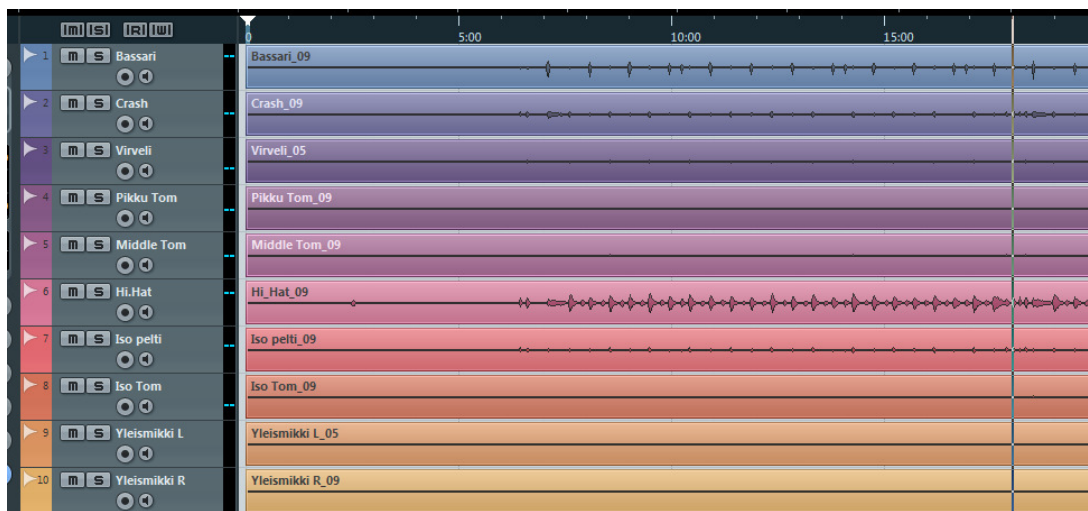 M S R W
0 5:00 10:00 15:00
1 m S Bassari Bassari_09
2 m S Crash Crash_09
3 m S Virveli Virveli_05
4 m S Pikku Tom Pikku Tom_09
5 m S Middle Tom Middle Tom_09
6 m S Hi.Hat Hi_Hat_09
7 m S Iso pelti Iso pelti_09
8 m S Iso Tom Iso Tom_09
9 m S Yleismikki L Yleismikki L_05
10 m S Yleismikki R Yleismikki R_09